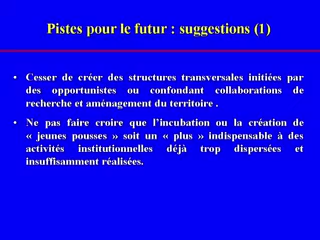 Pistes pour le futur : suggestions (1)
• Cesser de créer des structures transversales initiées par
des opportunistes ou confondant collaborations de
recherche et aménagement du territoire .
• Ne pas faire croire que l'incubation ou la création de
« jeunes pousses » soit un « plus » indispensable à des
activités institutionnelles déjà trop dispersées et
insuffisamment réalisées.